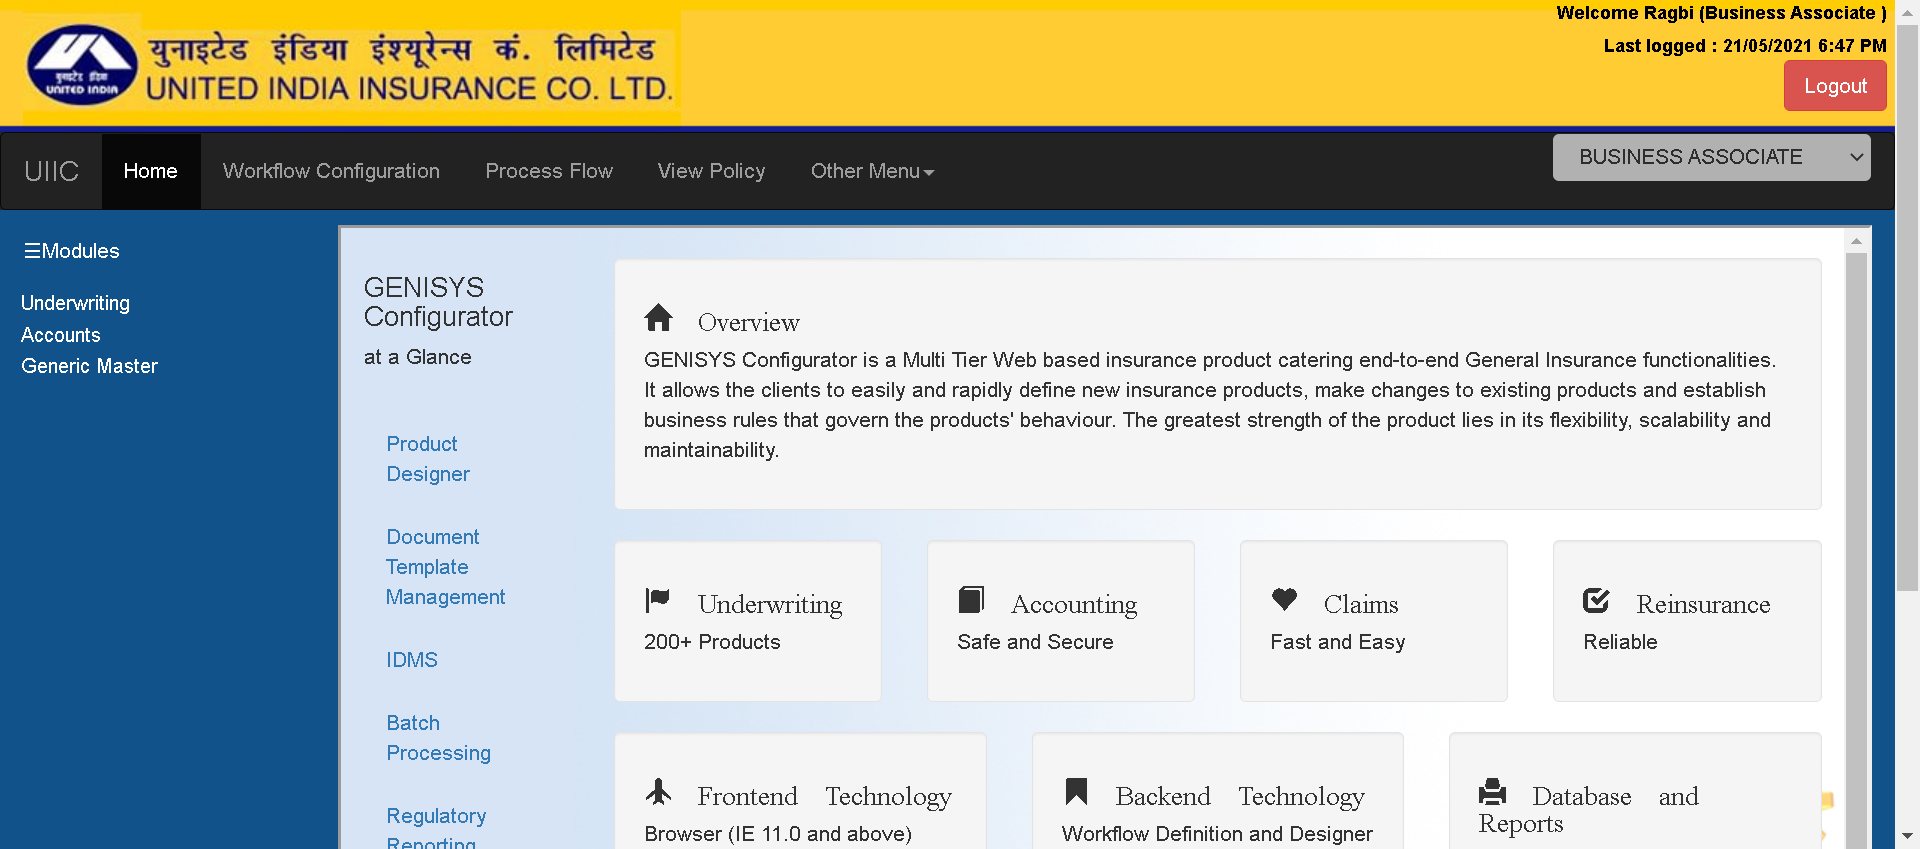 Welcome Ragbi (Business Associate )
Last logged : 21/05/2021 6:47 PM
Logout
यूनाइटेड इंडिया इंश्यूरेन्स कं. लिमिटेड
UNITED INDIA INSURANCE CO. LTD.
यूनाइटेड इंडिया
UNITED INDIA
UIIC
Home
Workflow Configuration
Process Flow
View Policy
Other Menu
BUSINESS ASSOCIATE
☰Modules
Underwriting
Accounts
Generic Master
GENISYS
Configurator
at a Glance
Product
Designer
Document
Template
Management
IDMS
Batch
Processing
Regulatory
Reporting
Overview
GENISYS Configurator is a Multi Tier Web based insurance product catering end-to-end General Insurance functionalities.
It allows the clients to easily and rapidly define new insurance products, make changes to existing products and establish
business rules that govern the products' behaviour. The greatest strength of the product lies in its flexibility, scalability and
maintainability.
Underwriting
200+ Products
Accounting
Safe and Secure
Claims
Fast and Easy
Reinsurance
Reliable
Frontend Technology
Browser (IE 11.0 and above)
Backend Technology
Workflow Definition and Designer
Database and
Reports